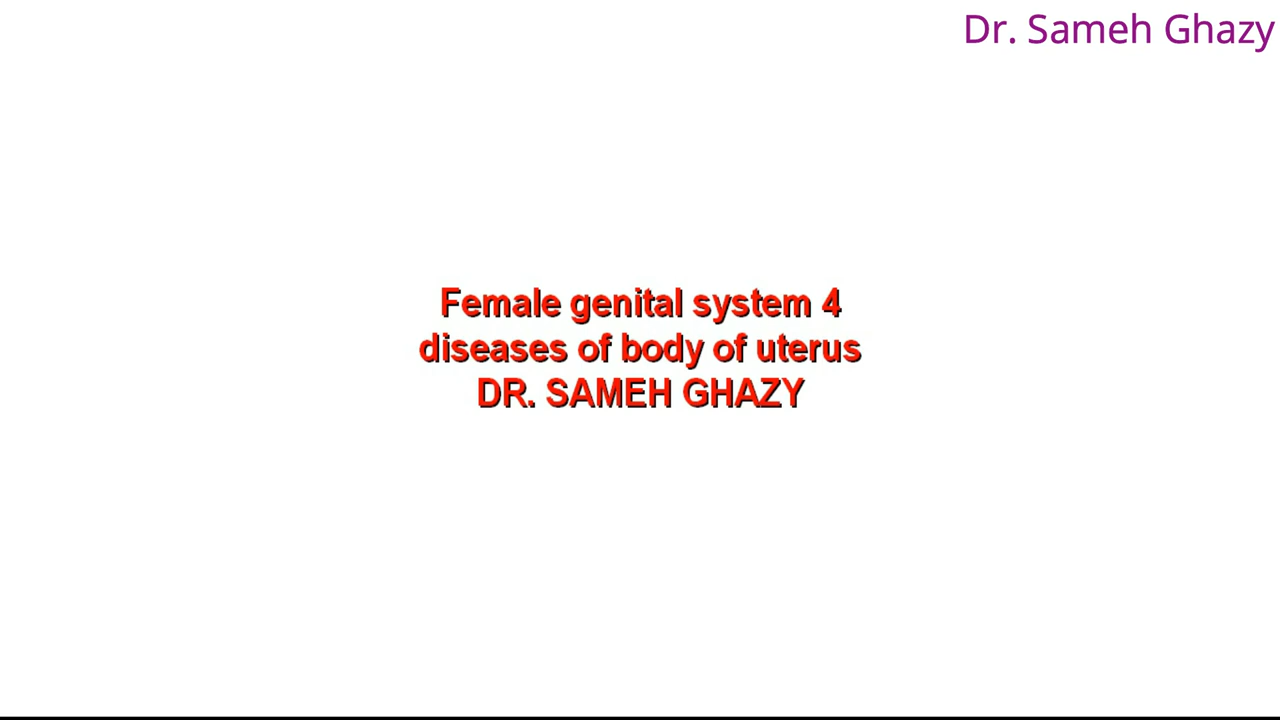 Dr. Sameh Ghazy
Female genital system 4
diseases of body of uterus
DR. SAMEH GHAZY